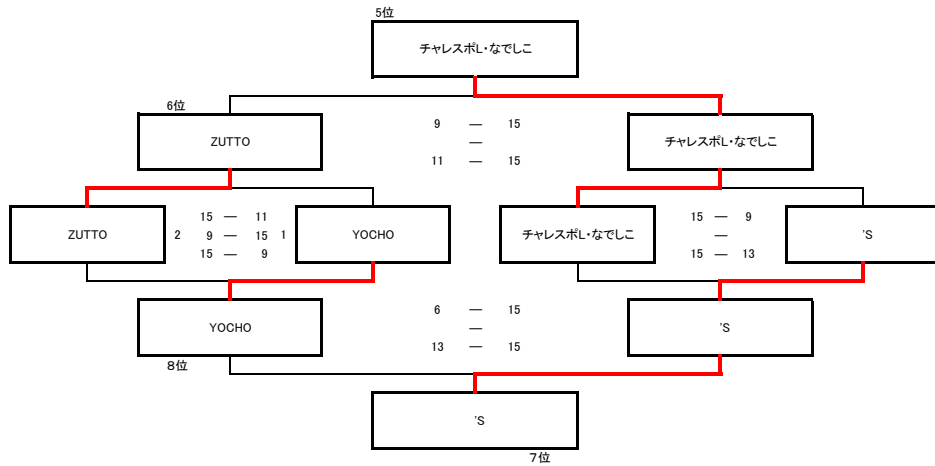 5位
チャレスポL・なでしこ
6位
ZUTTO
9 — 15
—
11 — 15
チャレスポL・なでしこ
ZUTTO
2
15 — 11
9 — 15
15 — 9
1
YOCHO
チャレスポL・なでしこ
15 — 9
—
15 — 13
'S
YOCHO
8位
6 — 15
—
13 — 15
'S
'S
7位